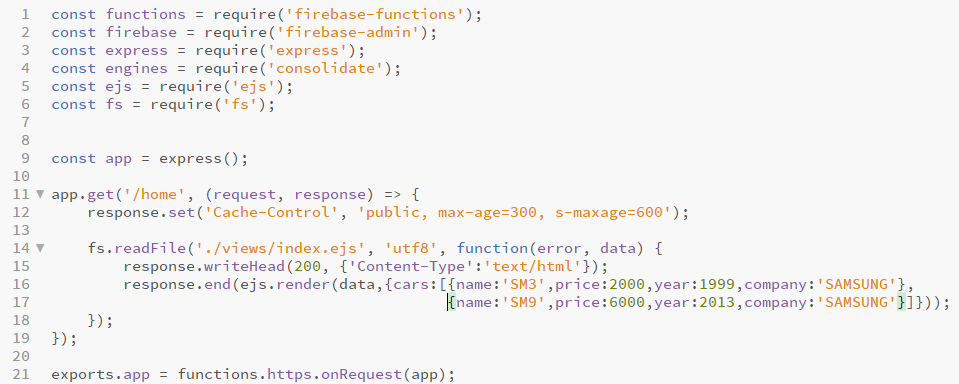 1 const functions = require('firebase-functions');
2 const firebase = require('firebase-admin');
3 const express = require('express');
4 const engines = require('consolidate');
5 const ejs = require('ejs');
6 const fs = require('fs');
7
8
9 const app = express();
10
11 app.get('/home', (request, response) => {
12     response.set('Cache-Control', 'public, max-age=300, s-maxage=600');
13
14     fs.readFile('./views/index.ejs', 'utf8', function(error, data) {
15         response.writeHead(200, {'Content-Type':'text/html'});
16         response.end(ejs.render(data,{cars:[{name:'SM3',price:2000,year:1999,company:'SAMSUNG'},
17                                             {name:'SM9',price:6000,year:2013,company:'SAMSUNG'}]}));
18     });
19 });
20
21 exports.app = functions.https.onRequest(app);